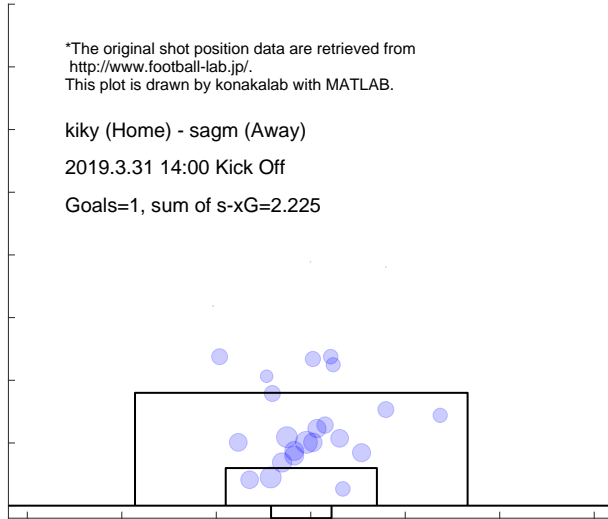 *The original shot position data are retrieved from
http://www.football-lab.jp/.
This plot is drawn by konakalab with MATLAB.
kiky (Home) - sagm (Away)
2019.3.31 14:00 Kick Off
Goals=1, sum of s-xG=2.225